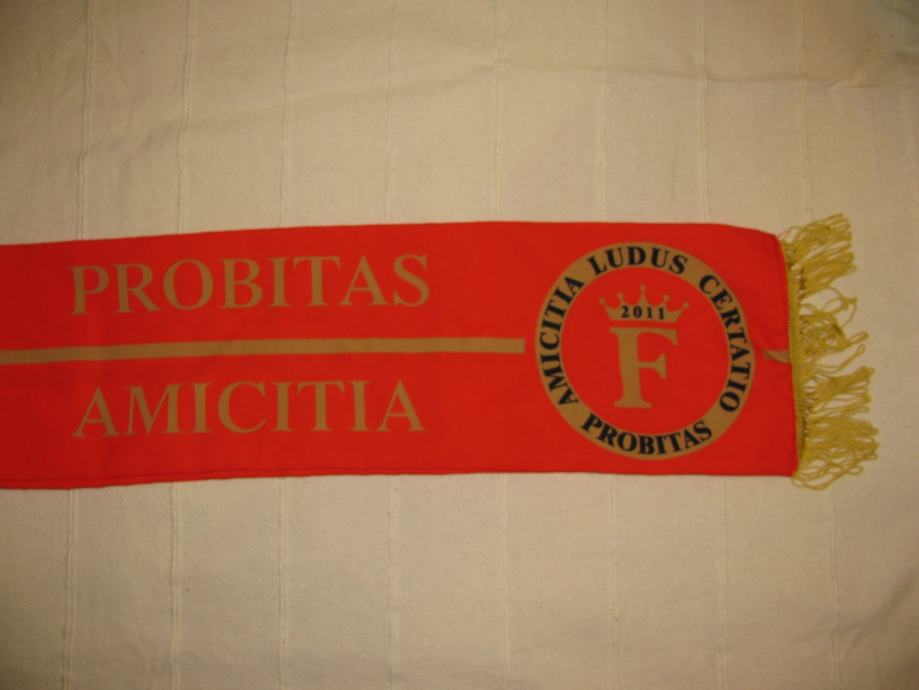 PROBITAS
AMICITIA
AMICITIA LUDUS CERTATIO PROBITAS
2011
F